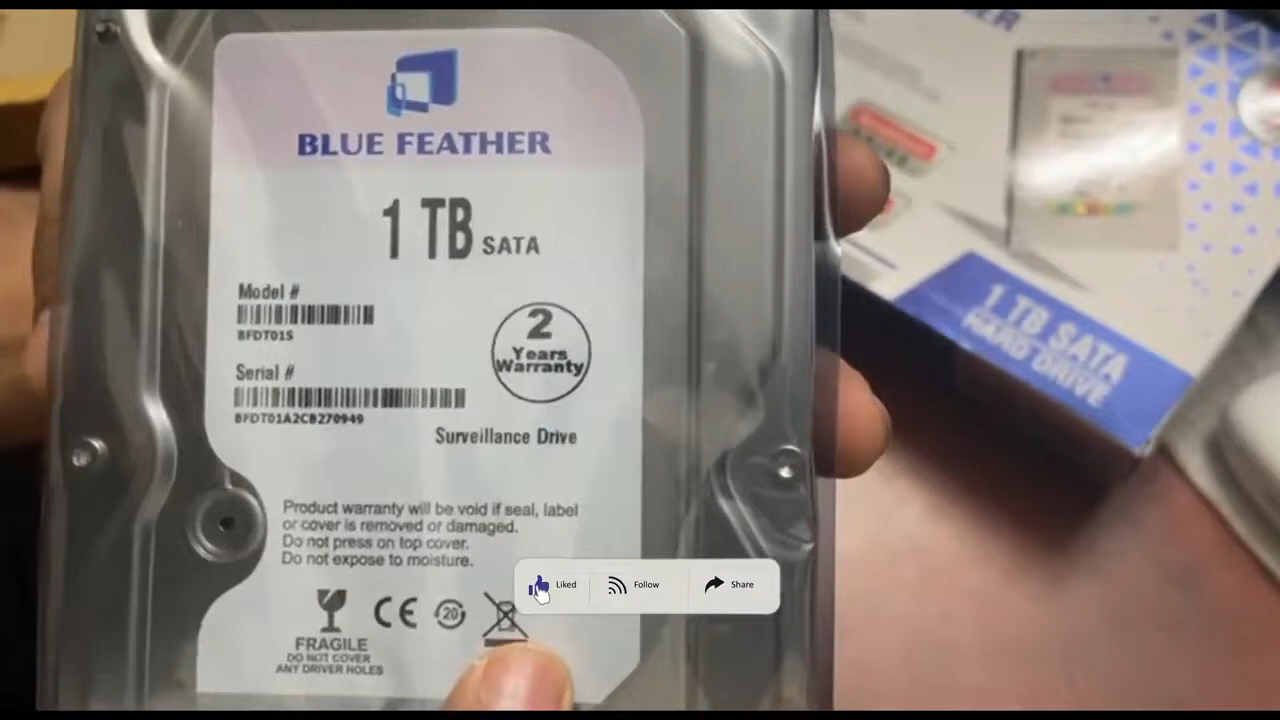 BLUE FEATHER
1 TB SATA
Model #
BFDT01S
Serial #
BFDT01A2CB270949
2
Years
Warranty
Surveillance Drive
Product warranty will be void if seal, label
or cover is removed or damaged.
Do not press on top cover.
Do not expose to moisture.
FRAGILE
DO NOT COVER
ANY DRIVER HOLES
CE
20
Liked
Follow
Share
1 TB SATA
HARD DRIVE